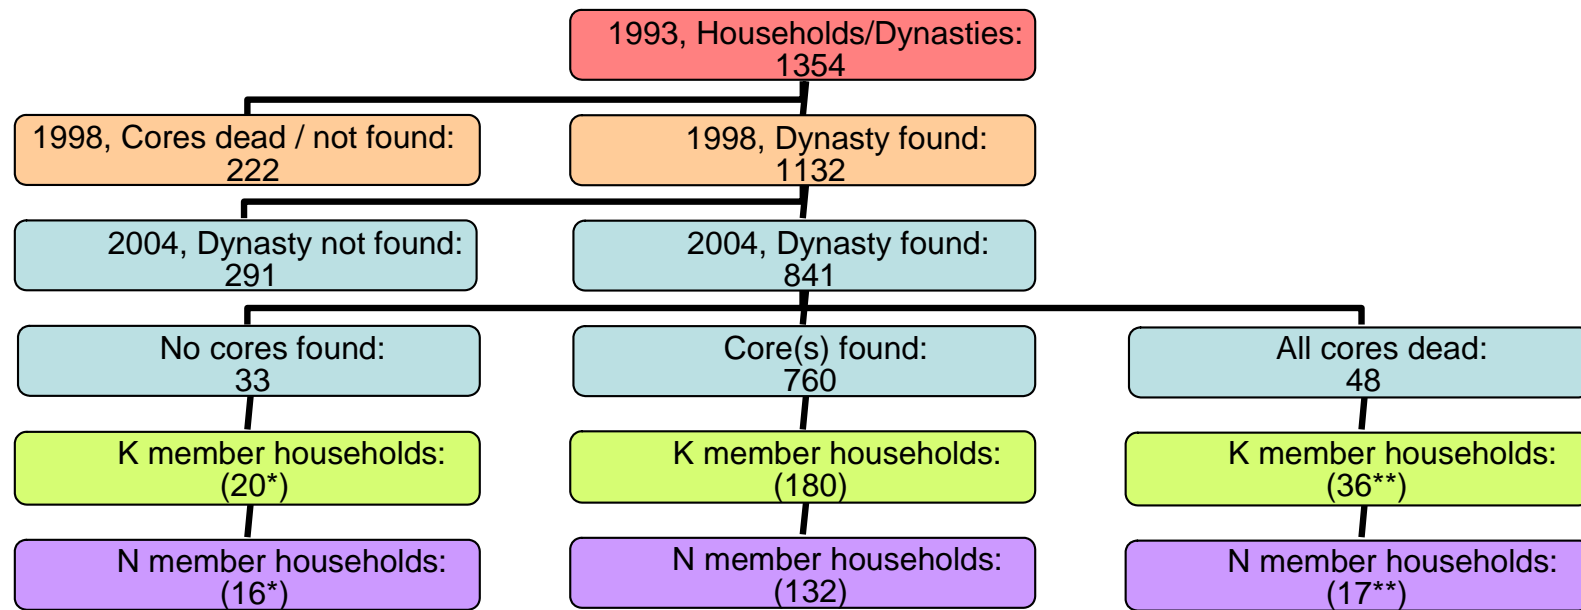 1993, Households/Dynasties:
1354
1998, Cores dead / not found:
222
1998, Dynasty found:
1132
2004, Dynasty not found:
291
2004, Dynasty found:
841
No cores found:
33
Core(s) found:
760
All cores dead:
48
K member households:
(20*)
K member households:
(180)
K member households:
(36**)
N member households:
(16*)
N member households:
(132)
N member households:
(17**)